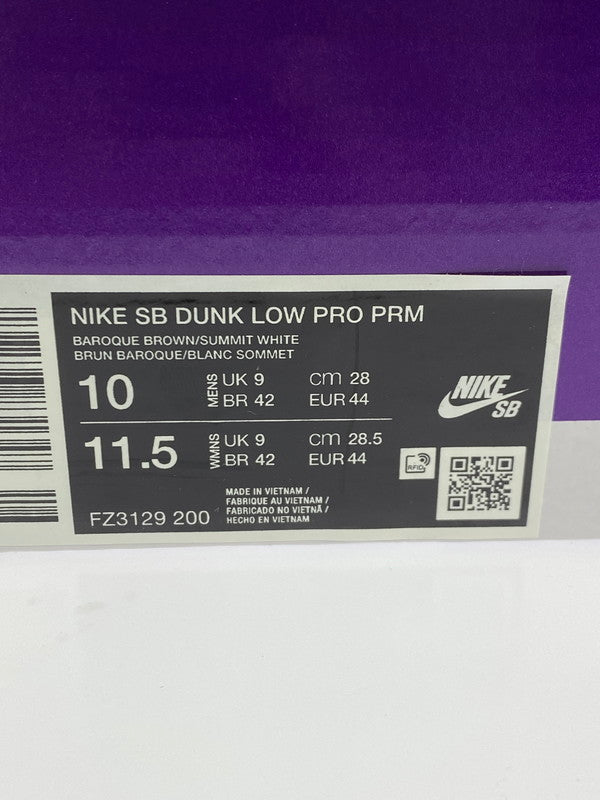 NIKE SB DUNK LOW PRO PRM
BAROQUE BROWN/SUMMIT WHITE
BRUN BAROQUE/BLANC SOMMET
10 MENS UK 9 CM 28
BR 42 EUR 44
11.5 WMNS UK 9 CM 28.5
BR 42 EUR 44
NIKE
SB
RFID
FZ3129 200
MADE IN VIETNAM /
FABRIQUE AU VIETNAM /
FABRICADO NO VIETNÃ /
HECHO EN VIETNAM